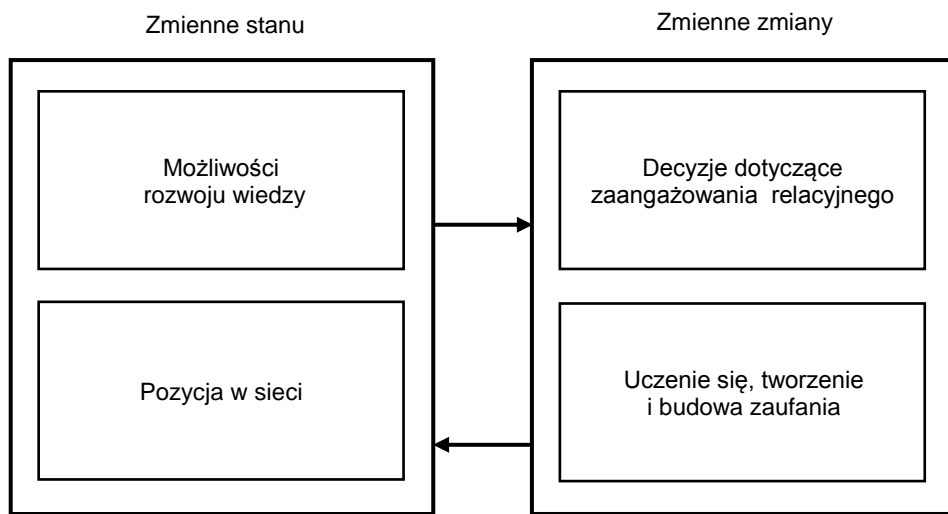 Zmienne stanu
Zmienne zmiany
Możliwości
rozwoju wiedzy
Decyzje dotyczące
zaangażowania relacyjnego
Pozycja w sieci
Uczenie się, tworzenie
i budowa zaufania